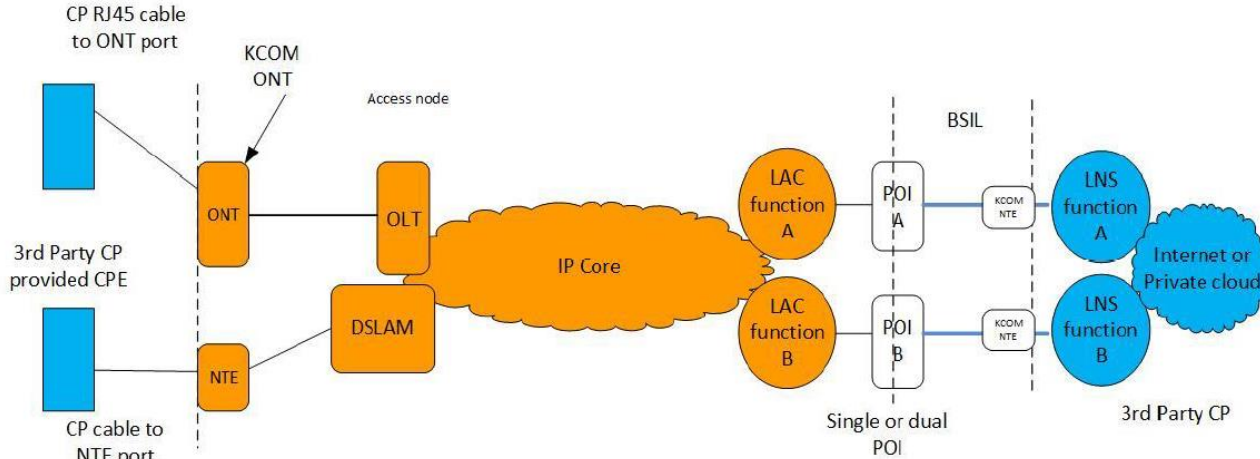 CP RJ45 cable
to ONT port
KCOM
ONT
Access node
BSIL
ONT
OLT
LAC
function
A
POI
A
KCOM
NTE
LNS
function
A
3rd Party CP
provided CPE
IP Core
Internet or
Private cloud
DSLAM
LAC
function
B
POI
B
KCOM
NTE
LNS
function
B
NTE
CP cable to
NTE port
Single or dual
POI
3rd Party CP